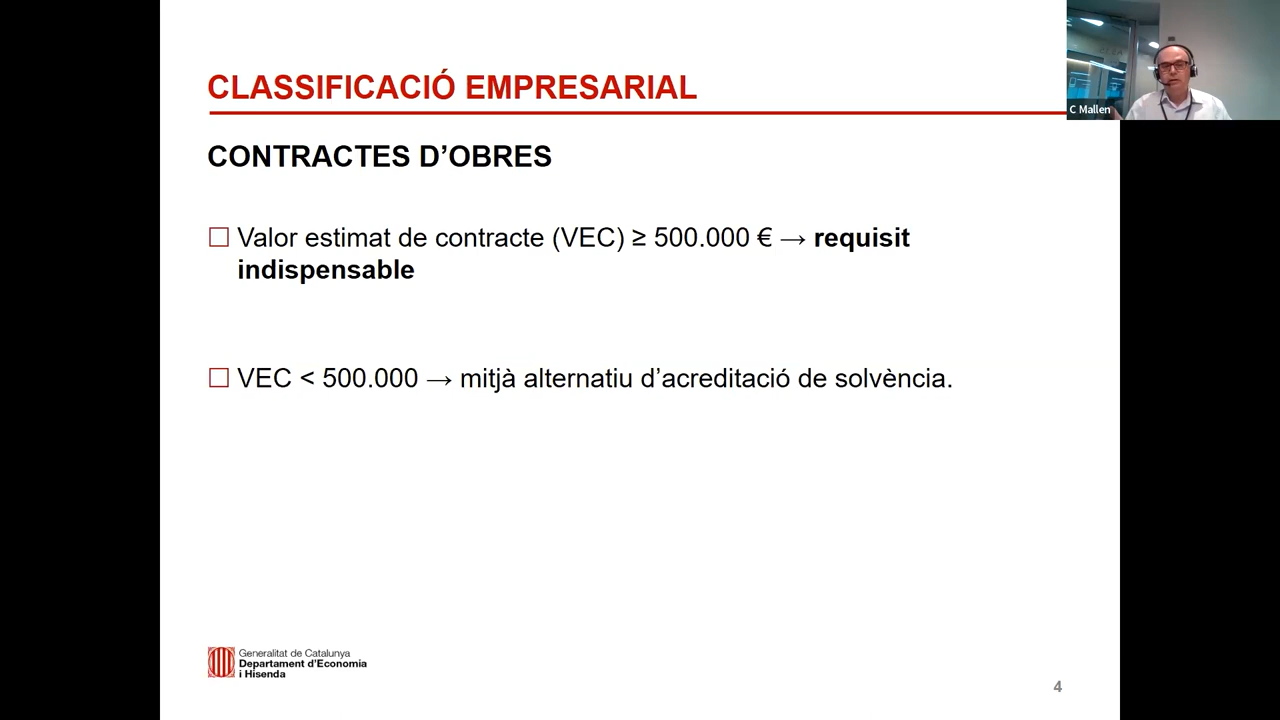 CLASSIFICACIÓ EMPRESARIAL
C Mallen
CONTRACTES D’OBRES
Valor estimat de contracte (VEC) ≥ 500.000 € → requisit
indispensable
VEC < 500.000 → mitjà alternatiu d’acreditació de solvència.
Generalitat de Catalunya
Departament d’Economia
i Hisenda
4